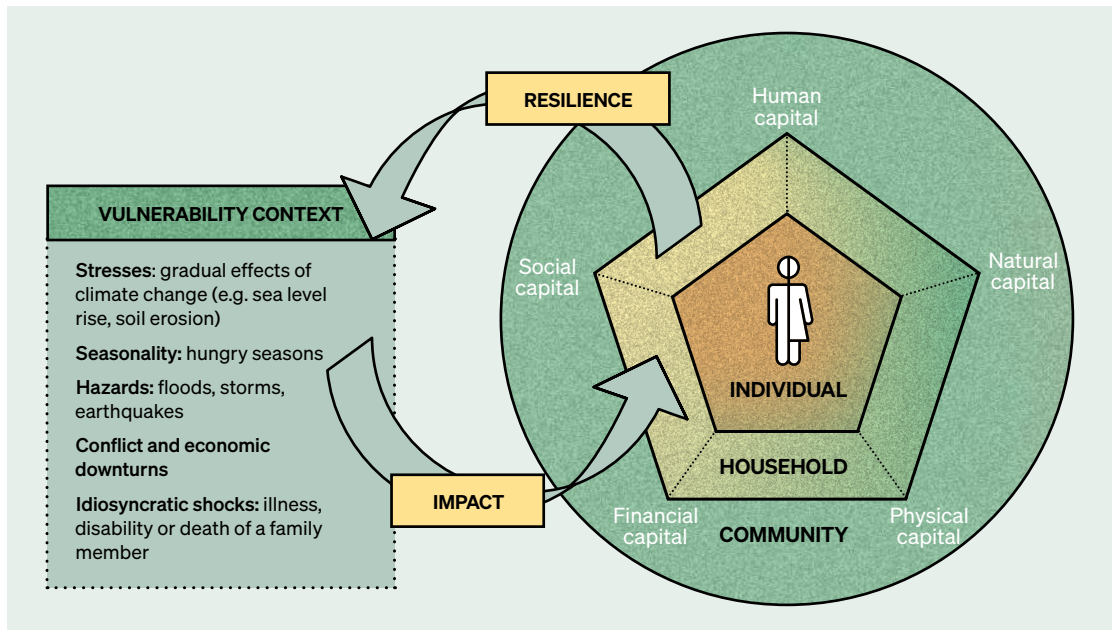 RESILIENCE
VULNERABILITY CONTEXT
Stresses: gradual effects of
climate change (e.g. sea level
rise, soil erosion)
Seasonality: hungry seasons
Hazards: floods, storms,
earthquakes
Conflict and economic
downturns
Idiosyncratic shocks: illness,
disability or death of a family
member
IMPACT
Human
capital
Social
capital
Natural
capital
INDIVIDUAL
HOUSEHOLD
Financial
capital
COMMUNITY
Physical
capital